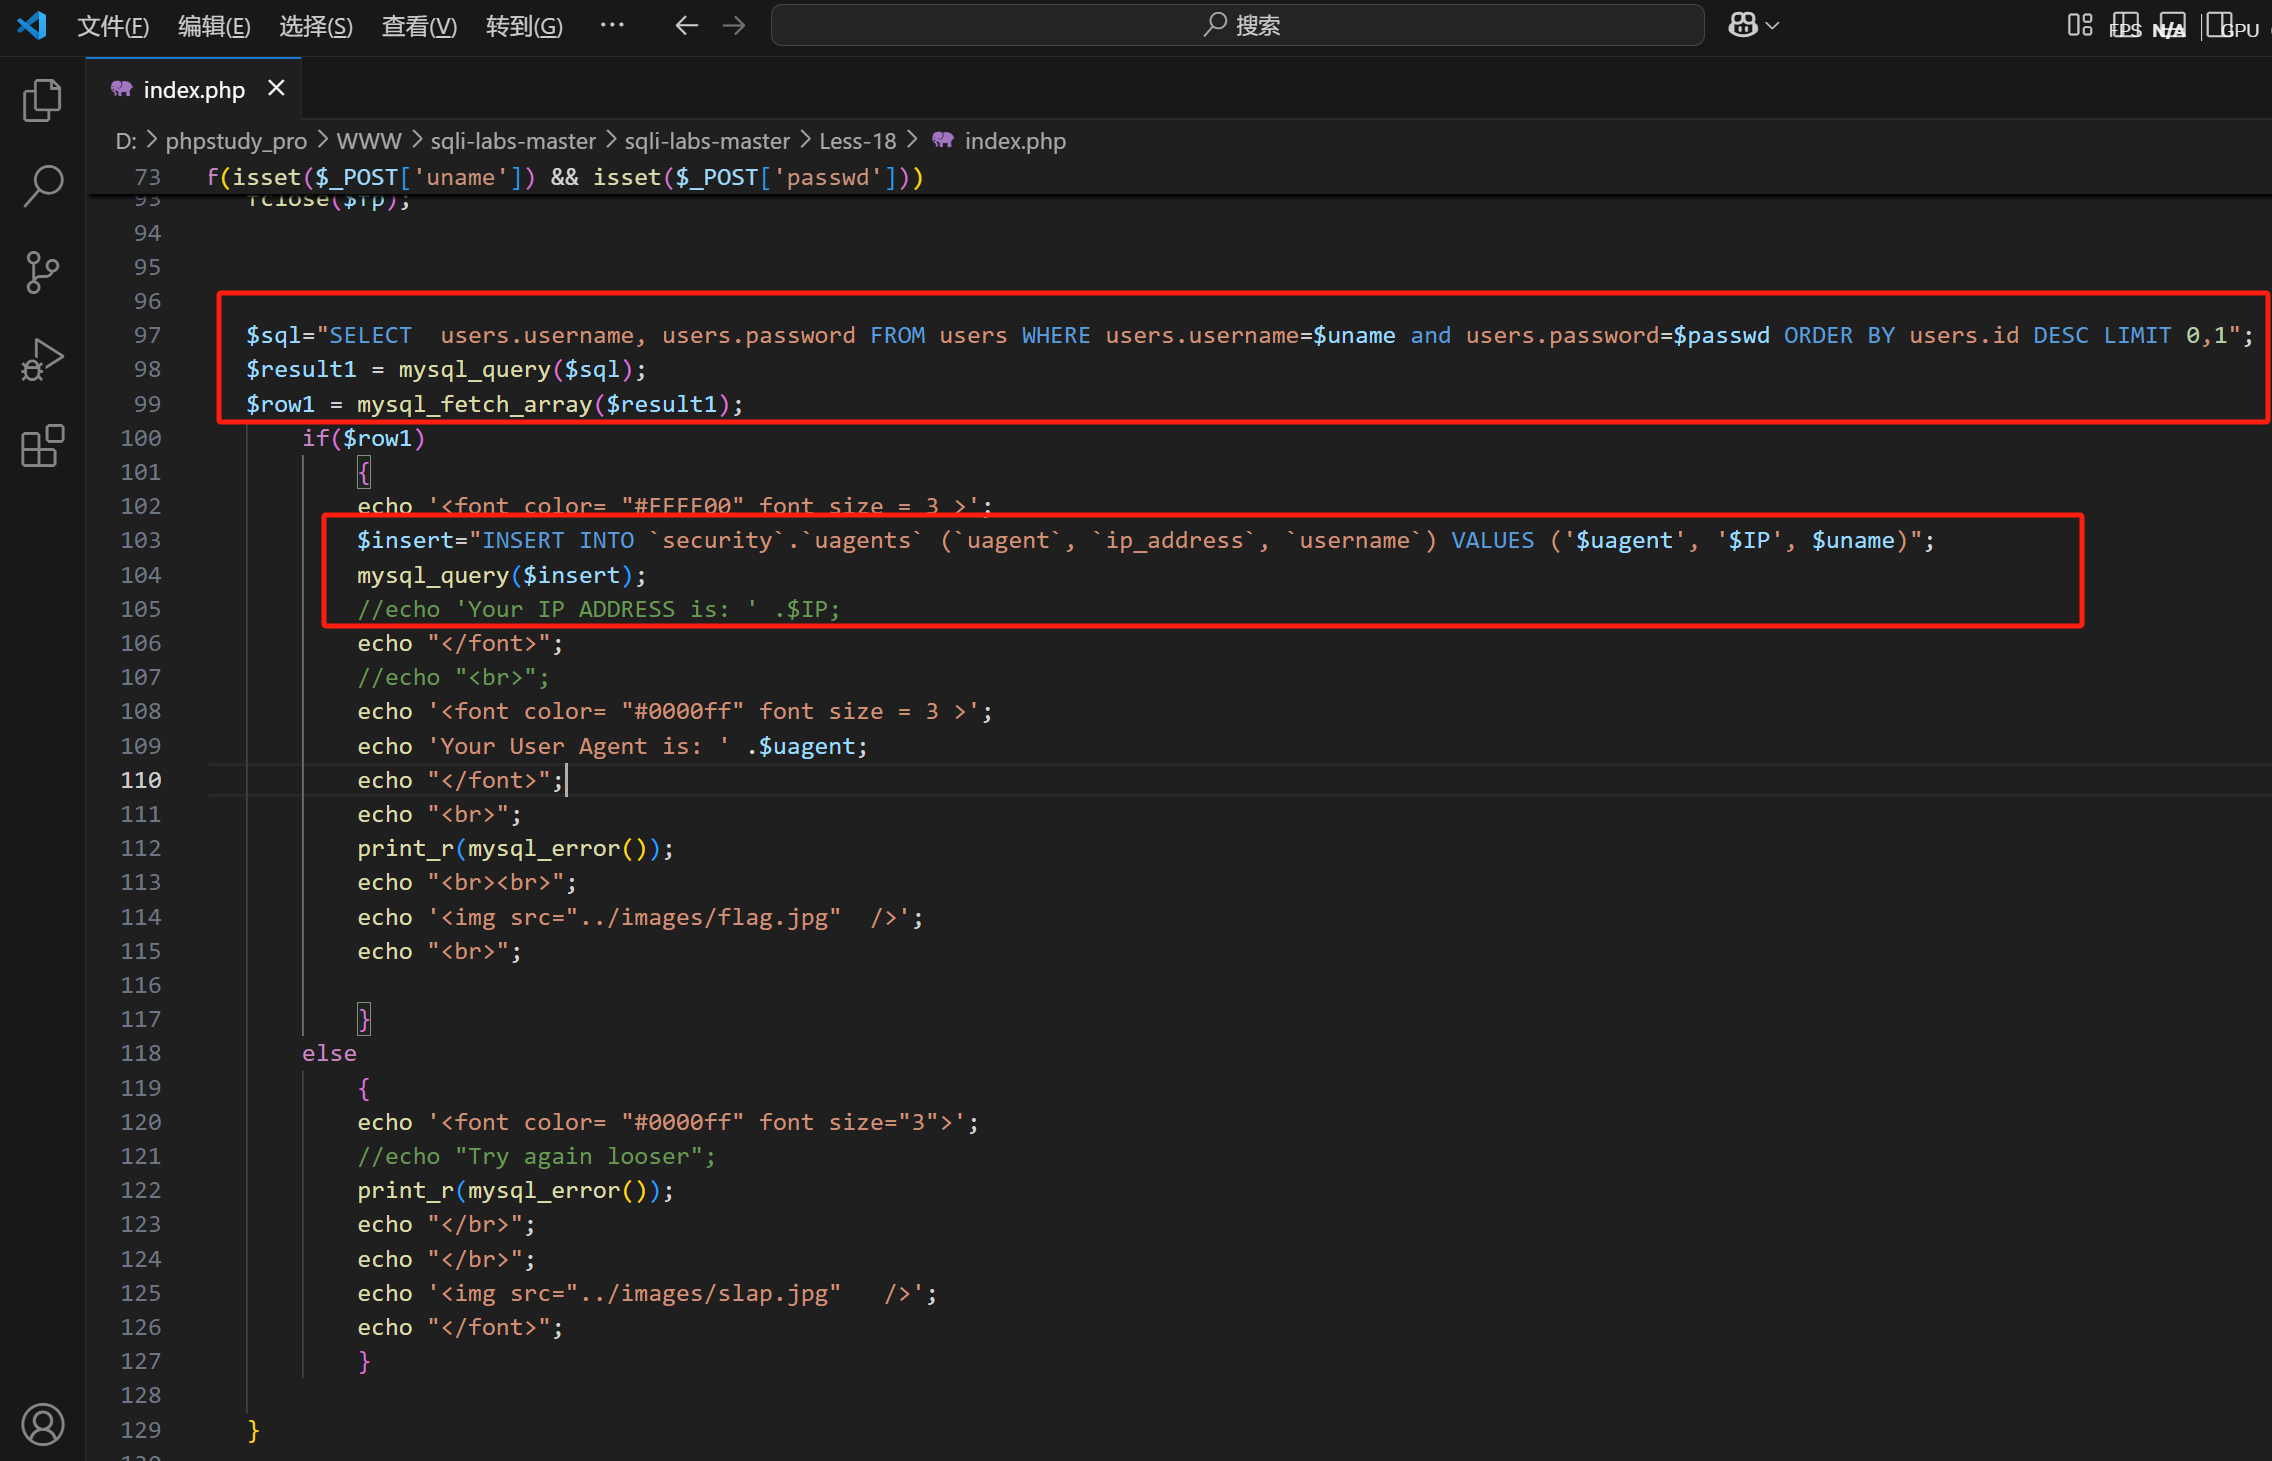 文件(F) 编辑(E) 选择(S) 查看(V) 转到(G) ··· 搜索 FPS N/A GPU
index.php
D: > phpstudy_pro > WWW > sqli-labs-master > sqli-labs-master > Less-18 > index.php
73 f(isset($_POST['uname']) && isset($_POST['passwd']))
93 fclose($fp);
94
95
96
97 $sql="SELECT  users.username, users.password FROM users WHERE users.username=$uname and users.password=$passwd ORDER BY users.id DESC LIMIT 0,1";
98 $result1 = mysql_query($sql);
99 $row1 = mysql_fetch_array($result1);
100 if($row1)
101 {
102 echo '<font color= "#FFFF00" font size = 3 >';
103 $insert="INSERT INTO `security`.`uagents` (`uagent`, `ip_address`, `username`) VALUES ('$uagent', '$IP', $uname)";
104 mysql_query($insert);
105 //echo 'Your IP ADDRESS is: ' .$IP;
106 echo "</font>";
107 //echo "<br>";
108 echo '<font color= "#0000ff" font size = 3 >';
109 echo 'Your User Agent is: ' .$uagent;
110 echo "</font>";
111 echo "<br>";
112 print_r(mysql_error());
113 echo "<br><br>";
114 echo '<img src="../images/flag.jpg"  />';
115 echo "<br>";
116
117 }
118 else
119 {
120 echo '<font color= "#0000ff" font size="3">';
121 //echo "Try again looser";
122 print_r(mysql_error());
123 echo "</br>";
124 echo "</br>";
125 echo '<img src="../images/slap.jpg"   />';
126 echo "</font>";
127 }
128
129 }
130